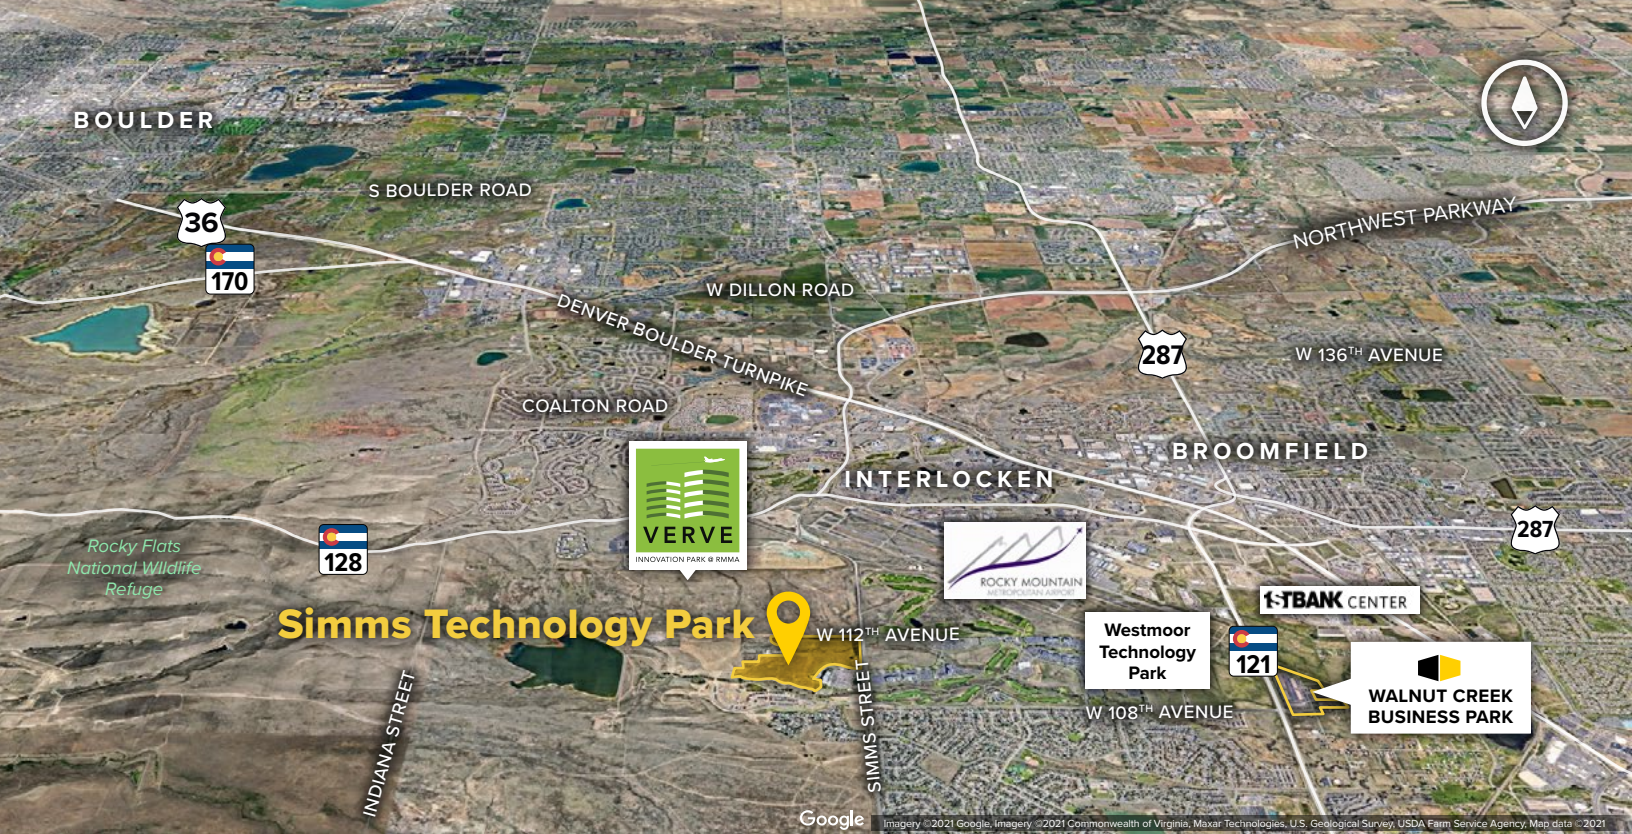 BOULDER
S BOULDER ROAD
36
170
NORTHWEST PARKWAY
W DILLON ROAD
DENVER BOULDER TURNPIKE
287
W 136TH AVENUE
COALTON ROAD
BROOMFIELD
INTERLOCKEN
VERVE
INNOVATION PARK @ RMMA
287
128
Rocky Flats
National WIldlife
Refuge
ROCKY MOUNTAIN
METROPOLITAN AIRPORT
1STBANK CENTER
Simms Technology Park
W 112TH AVENUE
Westmoor
Technology
Park
121
WALNUT CREEK
BUSINESS PARK
W 108TH AVENUE
INDIANA STREET
SIMMS STREET
Google
Imagery ©2021 Google, Imagery ©2021 Commonwealth of Virginia, Maxar Technologies, U.S. Geological Survey, USDA Farm Service Agency, Map data ©2021